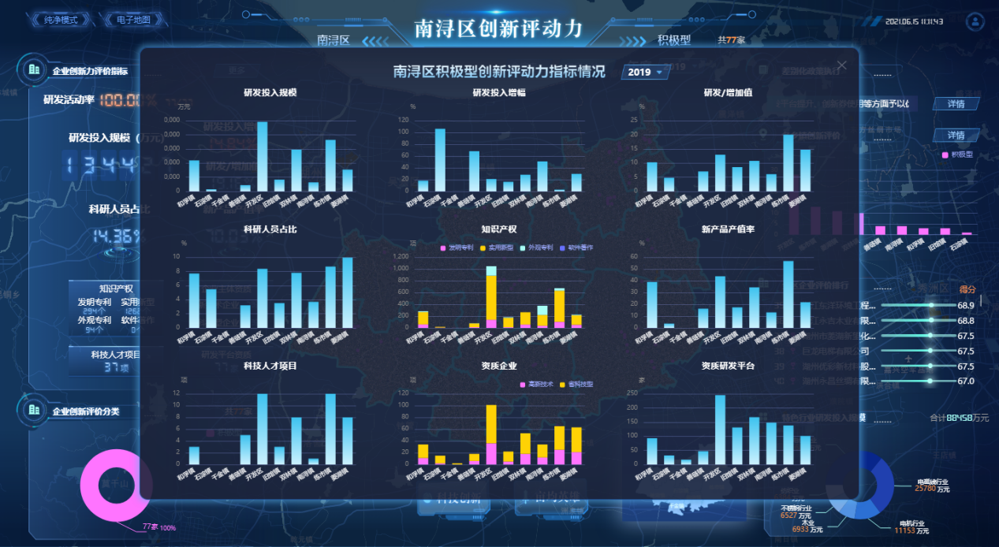 纯净模式
电子地图
南浔区创新评动力
2021.06.15 11:11:43
南浔区
积极型
共77家
企业创新力评价指标
研发活动率 100.00%
研发投入规模（万元）
科研人员占比
14.36%
知识产权
发明专利 实用新型
294个
外观专利 软件著作
94个
科技人才项目
37项
企业创新评价分类
77家 100%
南浔区积极型创新评动力指标情况
2019
研发投入规模
万元
0,000
0,000
0,000
0,000
0,000
0
和孚镇 石淙镇 千金镇 善琏镇 开发区 旧馆镇 双林镇 南浔镇 练市镇 菱湖镇
研发投入增幅
%
120
100
80
60
40
20
0
和孚镇 石淙镇 千金镇 善琏镇 开发区 旧馆镇 双林镇 南浔镇 练市镇 菱湖镇
研发/增加值
%
25
20
15
10
5
0
和孚镇 石淙镇 千金镇 善琏镇 开发区 旧馆镇 双林镇 南浔镇 练市镇 菱湖镇
科研人员占比
%
10
8
6
4
2
0
和孚镇 石淙镇 千金镇 善琏镇 开发区 旧馆镇 双林镇 南浔镇 练市镇 菱湖镇
知识产权
项
发明专利 实用新型 外观专利 软件著作
1,200
1,000
800
600
400
200
0
和孚镇 石淙镇 千金镇 善琏镇 开发区 旧馆镇 双林镇 南浔镇 练市镇 菱湖镇
新产品产值率
%
60
50
40
30
20
10
0
和孚镇 石淙镇 千金镇 善琏镇 开发区 旧馆镇 双林镇 南浔镇 练市镇 菱湖镇
科技人才项目
项
12
10
8
6
4
2
0
和孚镇 石淙镇 千金镇 善琏镇 开发区 旧馆镇 双林镇 南浔镇 练市镇 菱湖镇
资质企业
项
高新技术 省科技型
120
100
80
60
40
20
0
和孚镇 石淙镇 千金镇 善琏镇 开发区 旧馆镇 双林镇 南浔镇 练市镇 菱湖镇
资质研发平台
家
250
200
150
100
50
0
和孚镇 石淙镇 千金镇 善琏镇 开发区 旧馆镇 双林镇 南浔镇 练市镇 菱湖镇
科技创新
亩均英雄
详情
详情
积极型
善琏镇 南浔镇 和孚镇 旧馆镇 石淙镇
得分
68.9
68.8
67.5
67.5
67.5
67.0
合计88458万元
电磁线行业
25780 万元
电机行业
11153 万元
木业
6933 万元
不锈钢行业
6527 万元